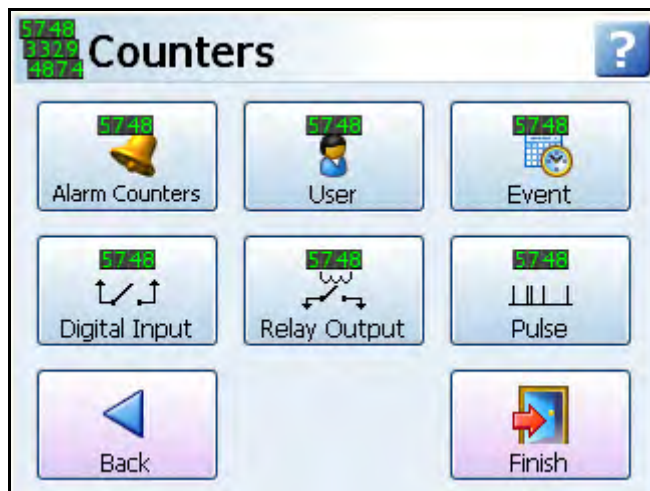 5748
3329
4874
Counters
?
5748
5748
5748
Alarm Counters
User
Event
5748
5748
5748
Digital Input
Relay Output
Pulse
Back
Finish